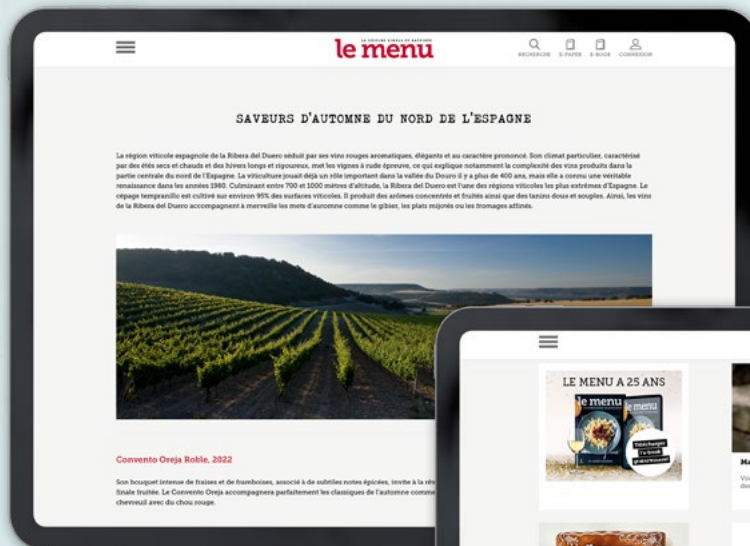 LA CUISINE SIMPLE ET RAFFINÉE
le menu
RECHERCHE E-PAPER E-BOOK CONNEXION
SAVEURS D'AUTOMNE DU NORD DE L'ESPAGNE
La région viticole espagnole de la Ribera del Duero séduit par ses vins rouges aromatiques, élégants et au caractère prononcé. Son climat particulier, caractérisé
par des étés secs et chauds et des hivers longs et rigoureux, met les vignes à rude épreuve, ce qui explique notamment la complexité des vins produits dans la
partie centrale du nord de l'Espagne. La viticulture jouait déjà un rôle important dans la vallée du Douro il y a plus de 400 ans, mais elle a connu une véritable
renaissance dans les années 1980. Culminant entre 700 et 1000 mètres d'altitude, la Ribera del Duero est l'une des régions viticoles les plus extrêmes d'Espagne. Le
cépage tempranillo est cultivé sur environ 95% des surfaces viticoles. Il produit des arômes concentrés et fruités ainsi que des tanins doux et souples. Ainsi, les vins
de la Ribera del Duero accompagnent à merveille les mets d'automne comme le gibier, les plats mijotés ou les fromages affinés.
Convento Oreja Roble, 2022
Son bouquet intense de fraises et de framboises, associé à de subtiles notes épicées, invite à la
finale fruitée. Le Convento Oreja accompagnera parfaitement les classiques de l'automne comme
chevreuil avec du chou rouge.
LE MENU A 25 ANS
le menu
le menu
Télécharger
l'e-book
gratuitement!